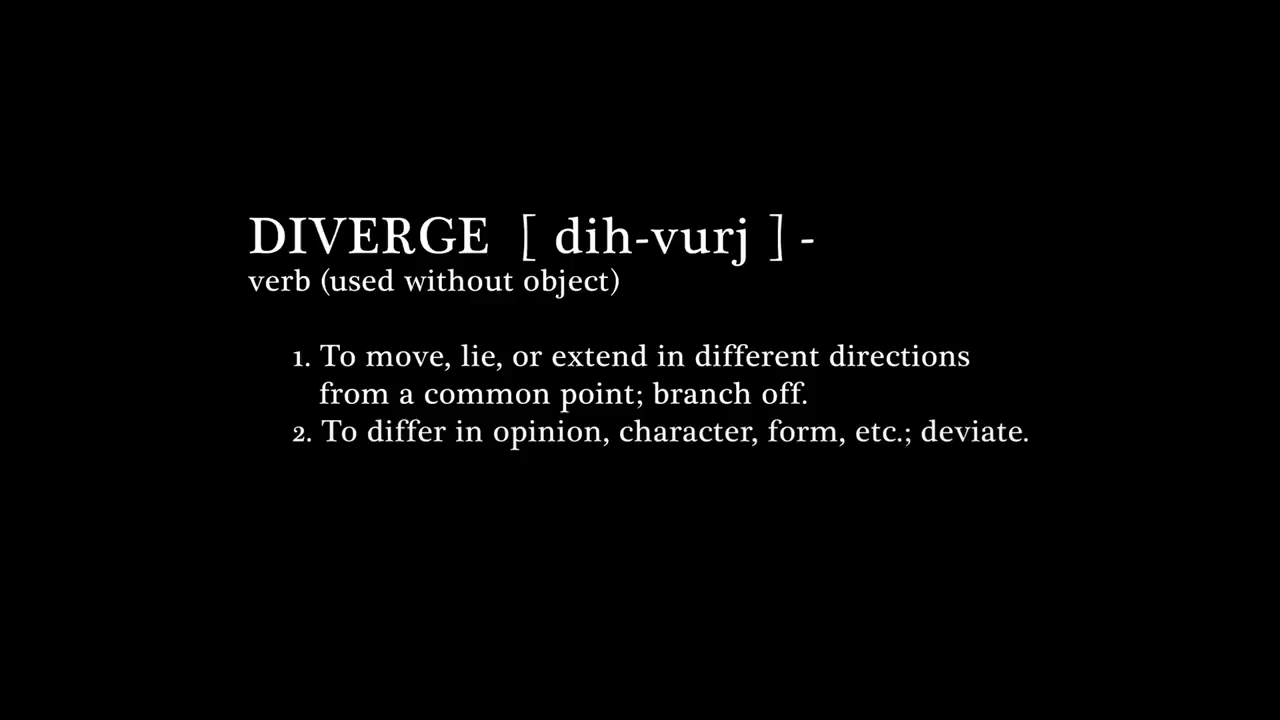 DIVERGE [ dih-vurj ] -
verb (used without object)
1. To move, lie, or extend in different directions
from a common point; branch off.
2. To differ in opinion, character, form, etc.; deviate.